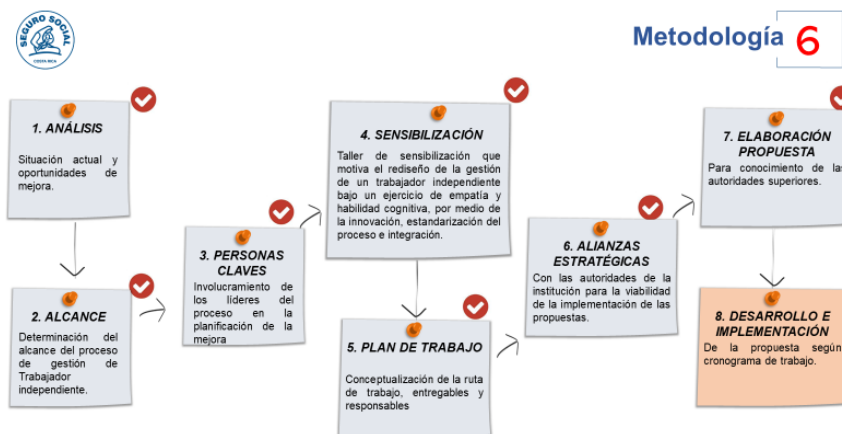 SEGURO SOCIAL
COSTA RICA
Metodología 6
1. ANÁLISIS
Situación actual y
oportunidades de
mejora.
2. ALCANCE
Determinación del
alcance del proceso
de gestión de
Trabajador
independiente.
3. PERSONAS
CLAVES
Involucramiento de
los líderes del
proceso en la
planificación de la
mejora
4. SENSIBILIZACIÓN
Taller de sensibilización que
motiva el rediseño de la gestión
de un trabajador independiente
bajo un ejercicio de empatía y
habilidad cognitiva, por medio de
la innovación, estandarización del
proceso e integración.
5. PLAN DE TRABAJO
Conceptualización de la ruta
de trabajo, entregables y
responsables
6. ALIANZAS
ESTRATÉGICAS
Con las autoridades de la
institución para la viabilidad
de la implementación de las
propuestas.
7. ELABORACIÓN
PROPUESTA
Para conocimiento de las
autoridades superiores.
8. DESARROLLO E
IMPLEMENTACIÓN
De la propuesta según
cronograma de trabajo.